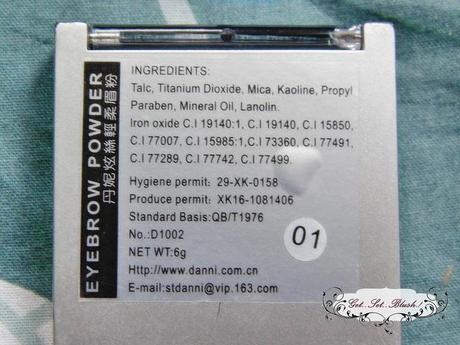 EYEBROW POWDER
丹妮炫絲輕柔眉粉
INGREDIENTS:
Talc, Titanium Dioxide, Mica, Kaoline, Propyl
Paraben, Mineral Oil, Lanolin.
Iron oxide C.I 19140:1, C.I 19140, C.I 15850,
C.I 77007, C.I 15985:1,C.I 73360, C.I 77491,
C.I 77289, C.I 77742, C.I 77499.
Hygiene permit: 29-XK-0158
Produce permit: XK16-1081406
Standard Basis:QB/T1976
No.:D1002
NET WT:6g
Http://www.danni.com.cn
E-mail:stdanni@vip.163.com
01
Get. Set. Blush!